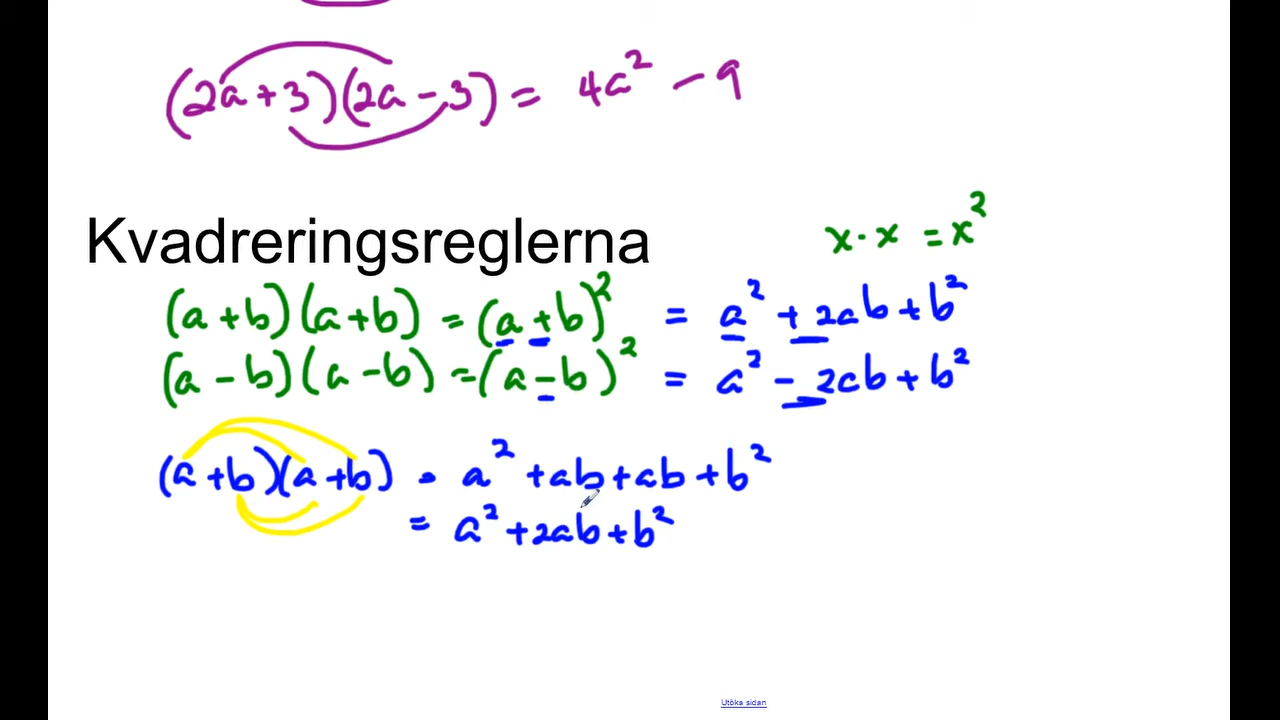 (2a+3)(2a-3) = 4a² - 9
Kvadreringsreglerna
x · x = x²
(a+b)(a+b) = (a+b)² = a² + 2ab + b²
(a-b)(a-b) = (a-b)² = a² - 2ab + b²
(a+b)(a+b) = a² + ab + ab + b²
= a² + 2ab + b²
Utöka sidan